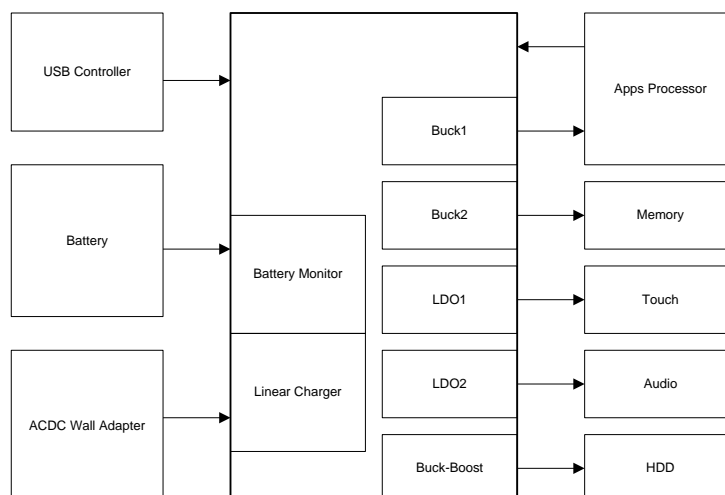 USB Controller
Apps Processor
Buck1
Buck2
Memory
Battery
Battery Monitor
LDO1
Touch
Linear Charger
LDO2
Audio
ACDC Wall Adapter
Buck-Boost
HDD